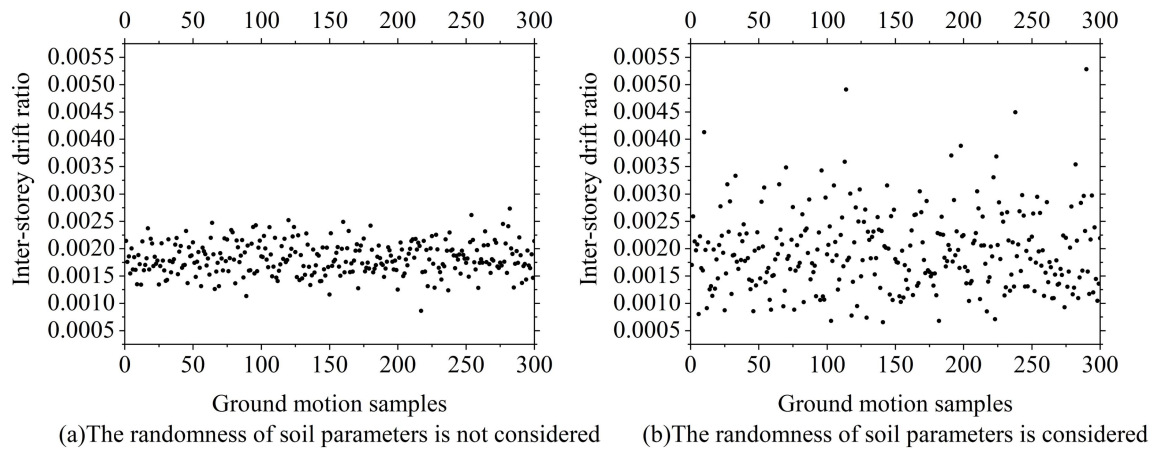 0 50 100 150 200 250 300
0.0055
0.0050
0.0045
0.0040
0.0035
0.0030
0.0025
0.0020
0.0015
0.0010
0.0005
Inter-storey drift ratio
0 50 100 150 200 250 300
Ground motion samples
(a)The randomness of soil parameters is not considered
0 50 100 150 200 250 300
0.0055
0.0050
0.0045
0.0040
0.0035
0.0030
0.0025
0.0020
0.0015
0.0010
0.0005
Inter-storey drift ratio
0 50 100 150 200 250 300
Ground motion samples
(b)The randomness of soil parameters is considered